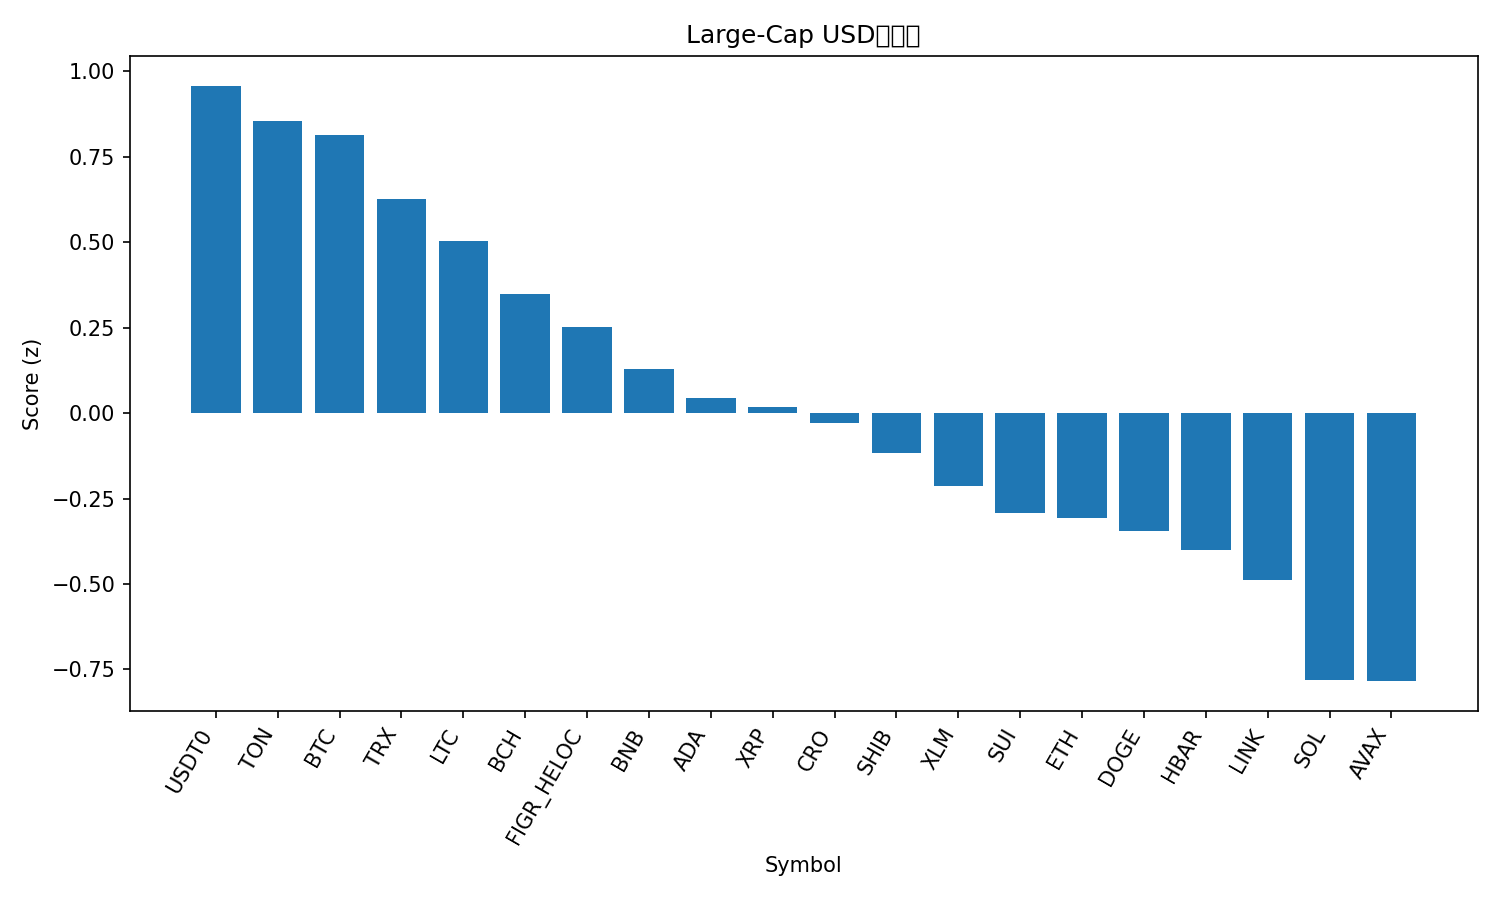 Large-Cap USD
1.00
0.75
0.50
0.25
0.00
−0.25
−0.50
−0.75
Score (z)
USDT0
TON
BTC
TRX
LTC
BCH
FIGR_HELOC
BNB
ADA
XRP
CRO
SHIB
XLM
SUI
ETH
DOGE
HBAR
LINK
SOL
AVAX
Symbol